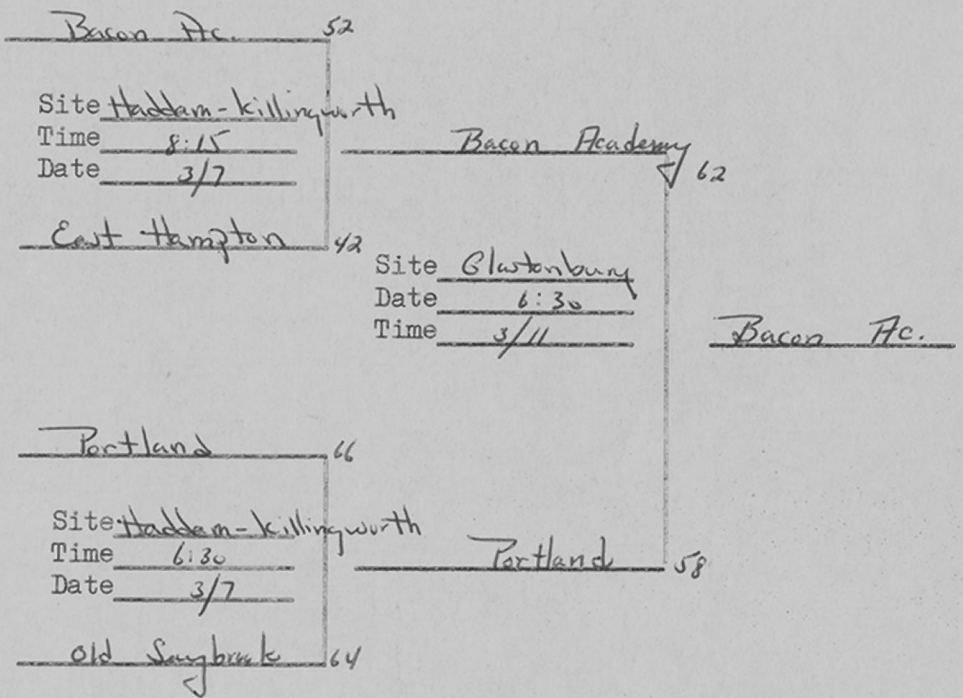 Bacon Ac. 52
Site Haddam-Killingworth
Time 8:15
Date 3/7
East Hampton 42
Bacon Academy 62
Site Glastonbury
Date 6:30
Time 3/11
Bacon Ac.
Portland 66
Site Haddam-Killingworth
Time 6:30
Date 3/7
Old Saybrook 64
Portland 58